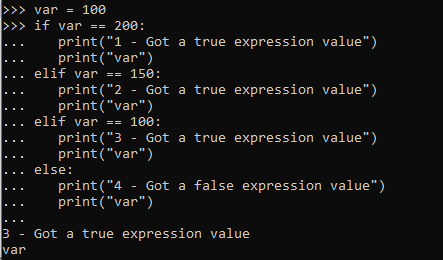 >>> var = 100
>>> if var == 200:
...    print("1 - Got a true expression value")
...    print("var")
... elif var == 150:
...    print("2 - Got a true expression value")
...    print("var")
... elif var == 100:
...    print("3 - Got a true expression value")
...    print("var")
... else:
...    print("4 - Got a false expression value")
...    print("var")
...
3 - Got a true expression value
var